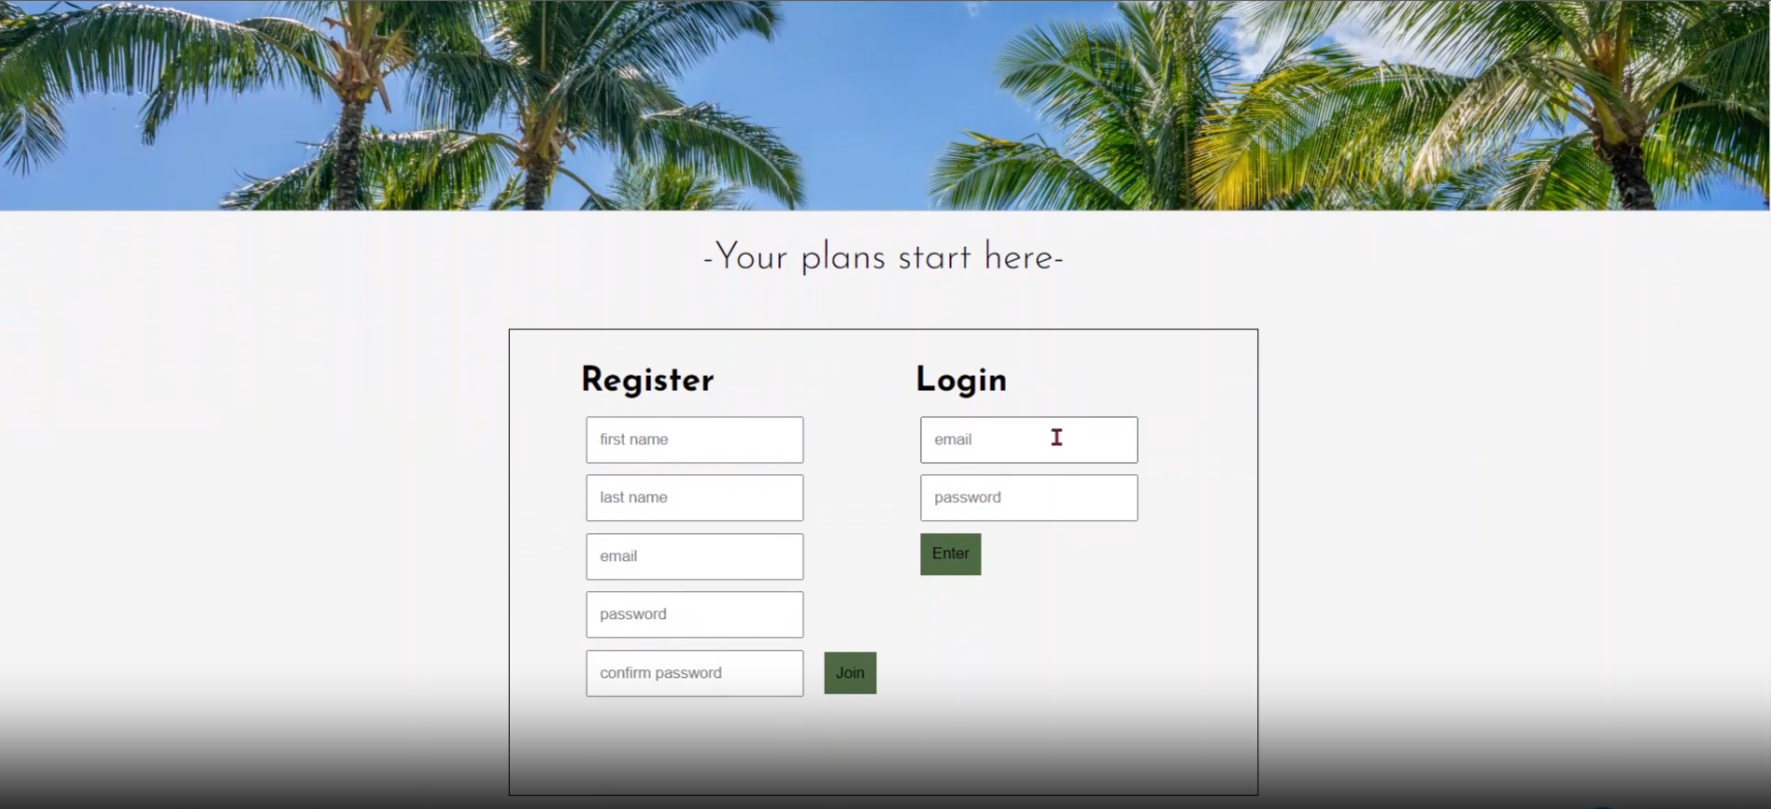 -Your plans start here-
Register
first name
last name
email
password
confirm password
Join
Login
email
password
Enter